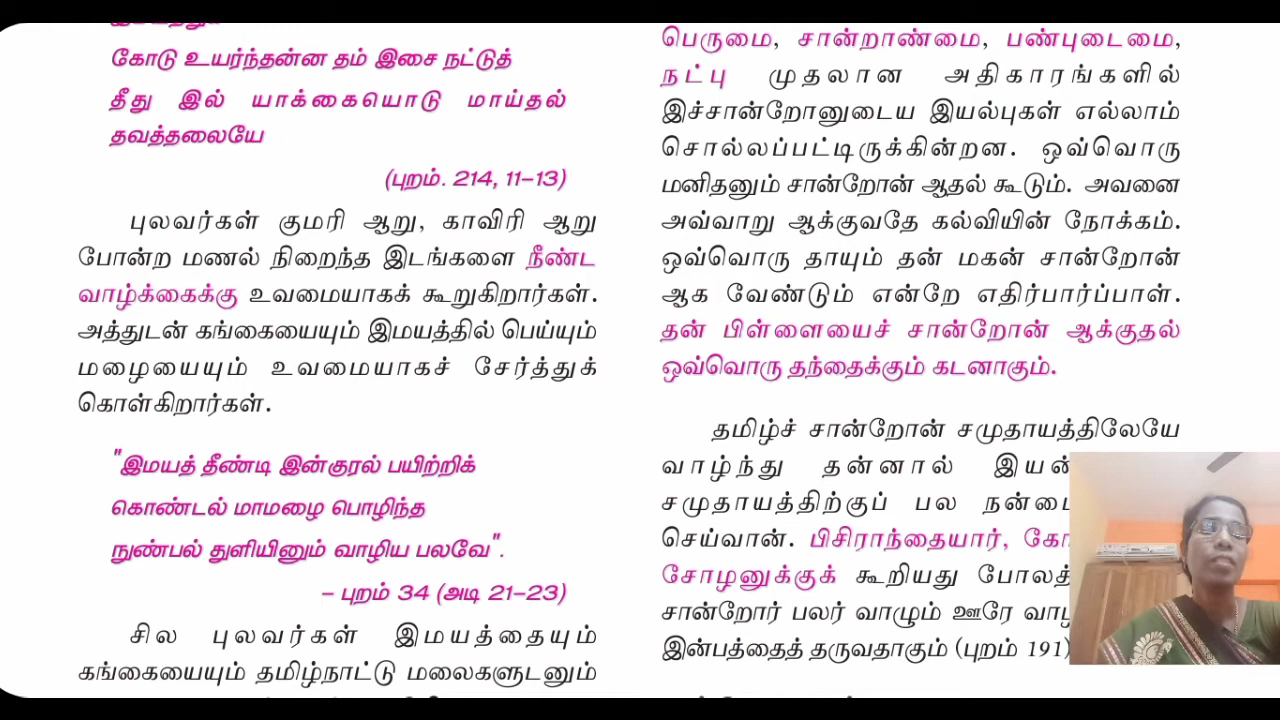 கோடு உயர்ந்தன்ன தம் இசை நட்டுத்
தீது இல் யாக்கையொடு மாய்தல்
தவத்தலையே
(புறம். 214, 11–13)
புலவர்கள் குமரி ஆறு, காவிரி ஆறு
போன்ற மணல் நிறைந்த இடங்களை நீண்ட
வாழ்க்கைக்கு உவமையாகக் கூறுகிறார்கள்.
அத்துடன் கங்கையையும் இமயத்தில் பெய்யும்
மழையையும் உவமையாகச் சேர்த்துக்
கொள்கிறார்கள்.
"இமயத் தீண்டி இன்குரல் பயிற்றிக்
கொண்டல் மாமழை பொழிந்த
நுண்பல் துளியினும் வாழிய பலவே".
– புறம் 34 (அடி 21–23)
சில புலவர்கள் இமயத்தையும்
கங்கையையும் தமிழ்நாட்டு மலைகளுடனும்
பெருமை, சான்றாண்மை, பண்புடைமை,
நட்பு முதலான அதிகாரங்களில்
இச்சான்றோனுடைய இயல்புகள் எல்லாம்
சொல்லப்பட்டிருக்கின்றன. ஒவ்வொரு
மனிதனும் சான்றோன் ஆதல் கூடும். அவனை
அவ்வாறு ஆக்குவதே கல்வியின் நோக்கம்.
ஒவ்வொரு தாயும் தன் மகன் சான்றோன்
ஆக வேண்டும் என்றே எதிர்பார்ப்பாள்.
தன் பிள்ளையைச் சான்றோன் ஆக்குதல்
ஒவ்வொரு தந்தைக்கும் கடனாகும்.
தமிழ்ச் சான்றோன் சமுதாயத்திலேயே
வாழ்ந்து தன்னால்
சமுதாயத்திற்குப் பல
செய்வான். பிசிராந்தையார்,
சோழனுக்குக் கூறியது
சான்றோர் பலர் வாழும் ஊரே
இன்பத்தைத் தருவதாகும் (புறம் 191)